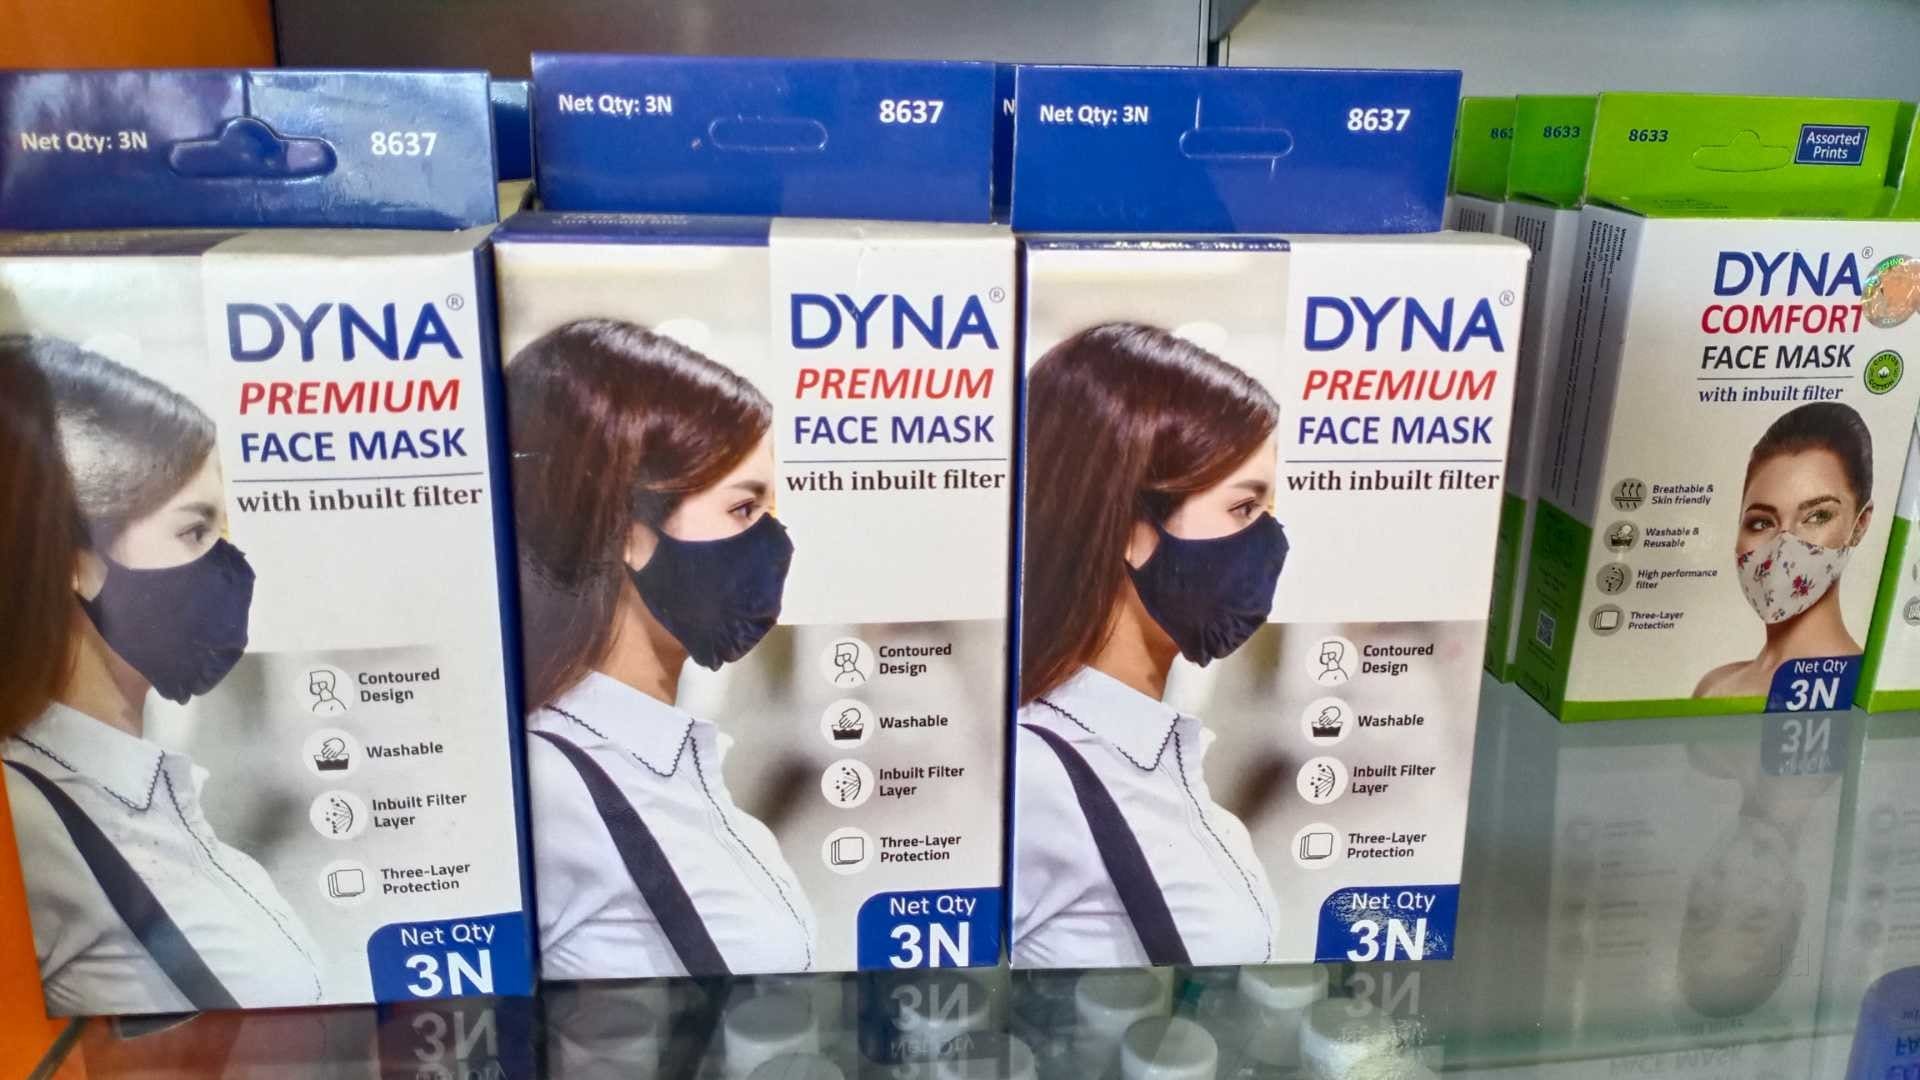 Net Qty: 3N
8637
DYNA®
PREMIUM
FACE MASK
with inbuilt filter
Contoured
Design
Washable
Inbuilt Filter
Layer
Three-Layer
Protection
Net Qty
3N
Net Qty: 3N
8637
DYNA®
PREMIUM
FACE MASK
with inbuilt filter
Contoured
Design
Washable
Inbuilt Filter
Layer
Three-Layer
Protection
Net Qty
3N
Net Qty: 3N
8637
DYNA®
PREMIUM
FACE MASK
with inbuilt filter
Contoured
Design
Washable
Inbuilt Filter
Layer
Three-Layer
Protection
Net Qty
3N
8633
8633
Assorted
Prints
DYNA®
COMFORT
FACE MASK
with inbuilt filter
COTTON
Breathable &
Skin friendly
Washable &
Reusable
High performance
filter
Three-Layer
Protection
Net Qty
3N